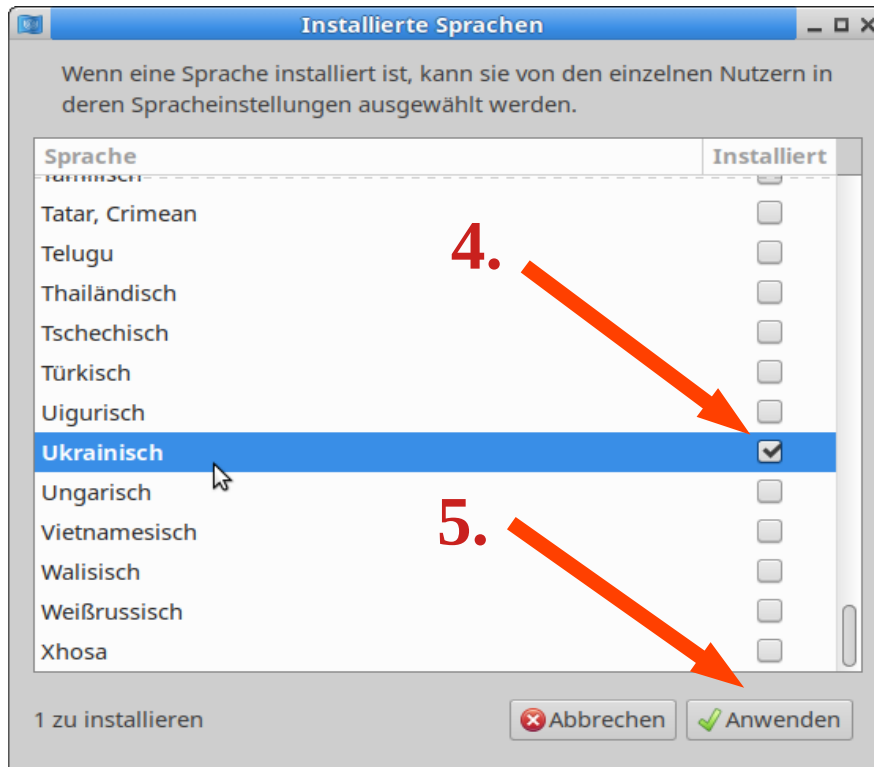 Installierte Sprachen
Wenn eine Sprache installiert ist, kann sie von den einzelnen Nutzern in
deren Spracheinstellungen ausgewählt werden.
Sprache Installiert
Tatar, Crimean
4.
Telugu
Thailändisch
Tschechisch
Türkisch
Uigurisch
Ukrainisch
Ungarisch
5.
Vietnamesisch
Walisisch
Weißrussisch
Xhosa
1 zu installieren Abbrechen Anwenden